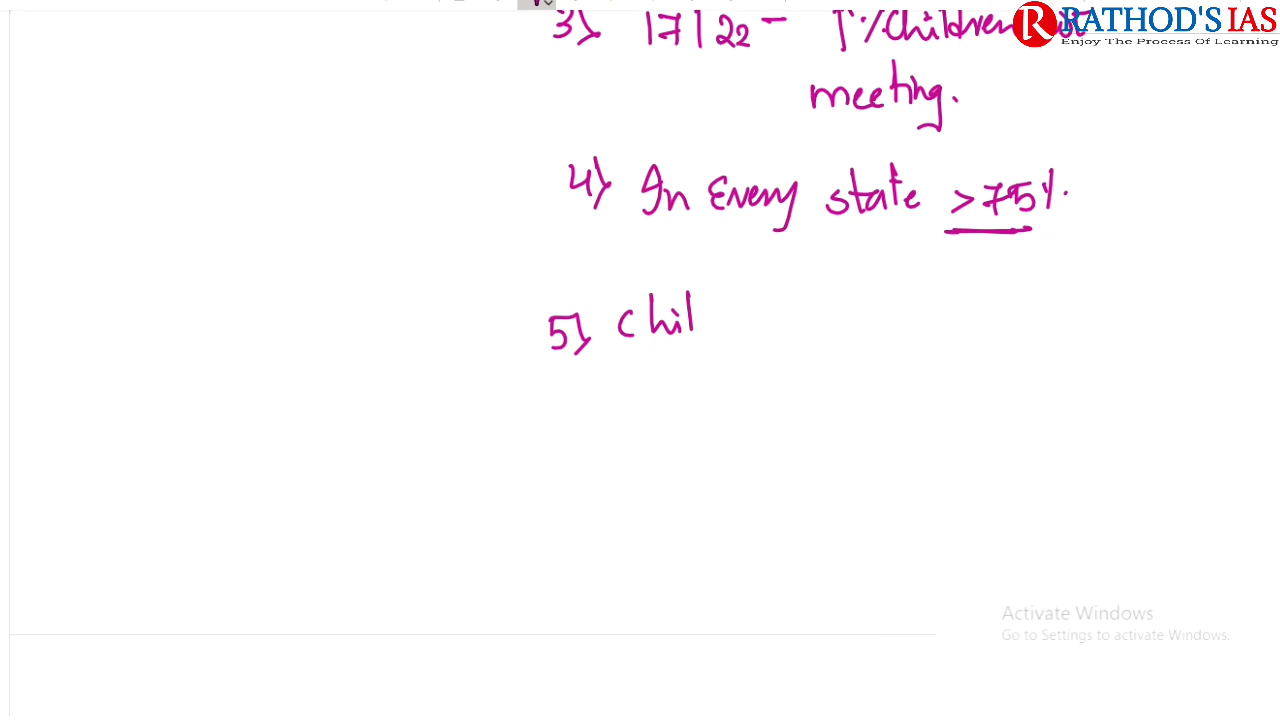 RATHOD'S IAS
Enjoy The Process Of Learning
3) 17/22 - % Children
meeting.
4) In Every state >75%.
5) Chil
Activate Windows
Go to Settings to activate Windows.